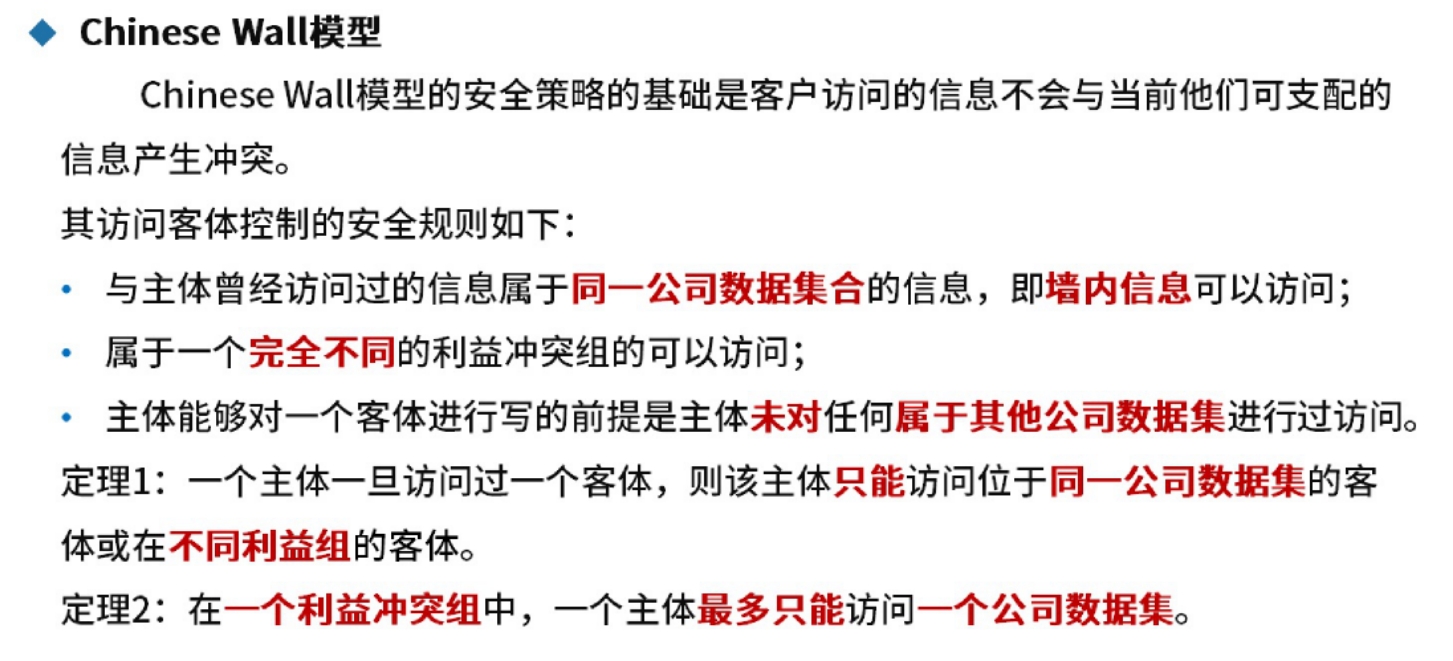 ◆ Chinese Wall模型
Chinese Wall模型的安全策略的基础是客户访问的信息不会与当前他们可支配的
信息产生冲突。
其访问客体控制的安全规则如下：
• 与主体曾经访问过的信息属于同一公司数据集合的信息，即墙内信息可以访问；
• 属于一个完全不同的利益冲突组的可以访问；
• 主体能够对一个客体进行写的前提是主体未对任何属于其他公司数据集进行过访问。
定理1：一个主体一旦访问过一个客体，则该主体只能访问位于同一公司数据集的客
体或在不同利益组的客体。
定理2：在一个利益冲突组中，一个主体最多只能访问一个公司数据集。